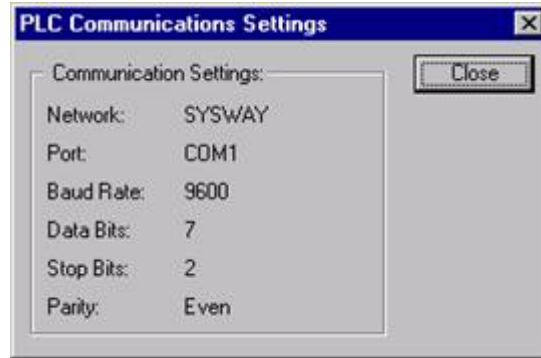 PLC Communications Settings
Communication Settings:
Close
Network: SYSWAY
Port: COM1
Baud Rate: 9600
Data Bits: 7
Stop Bits: 2
Parity: Even